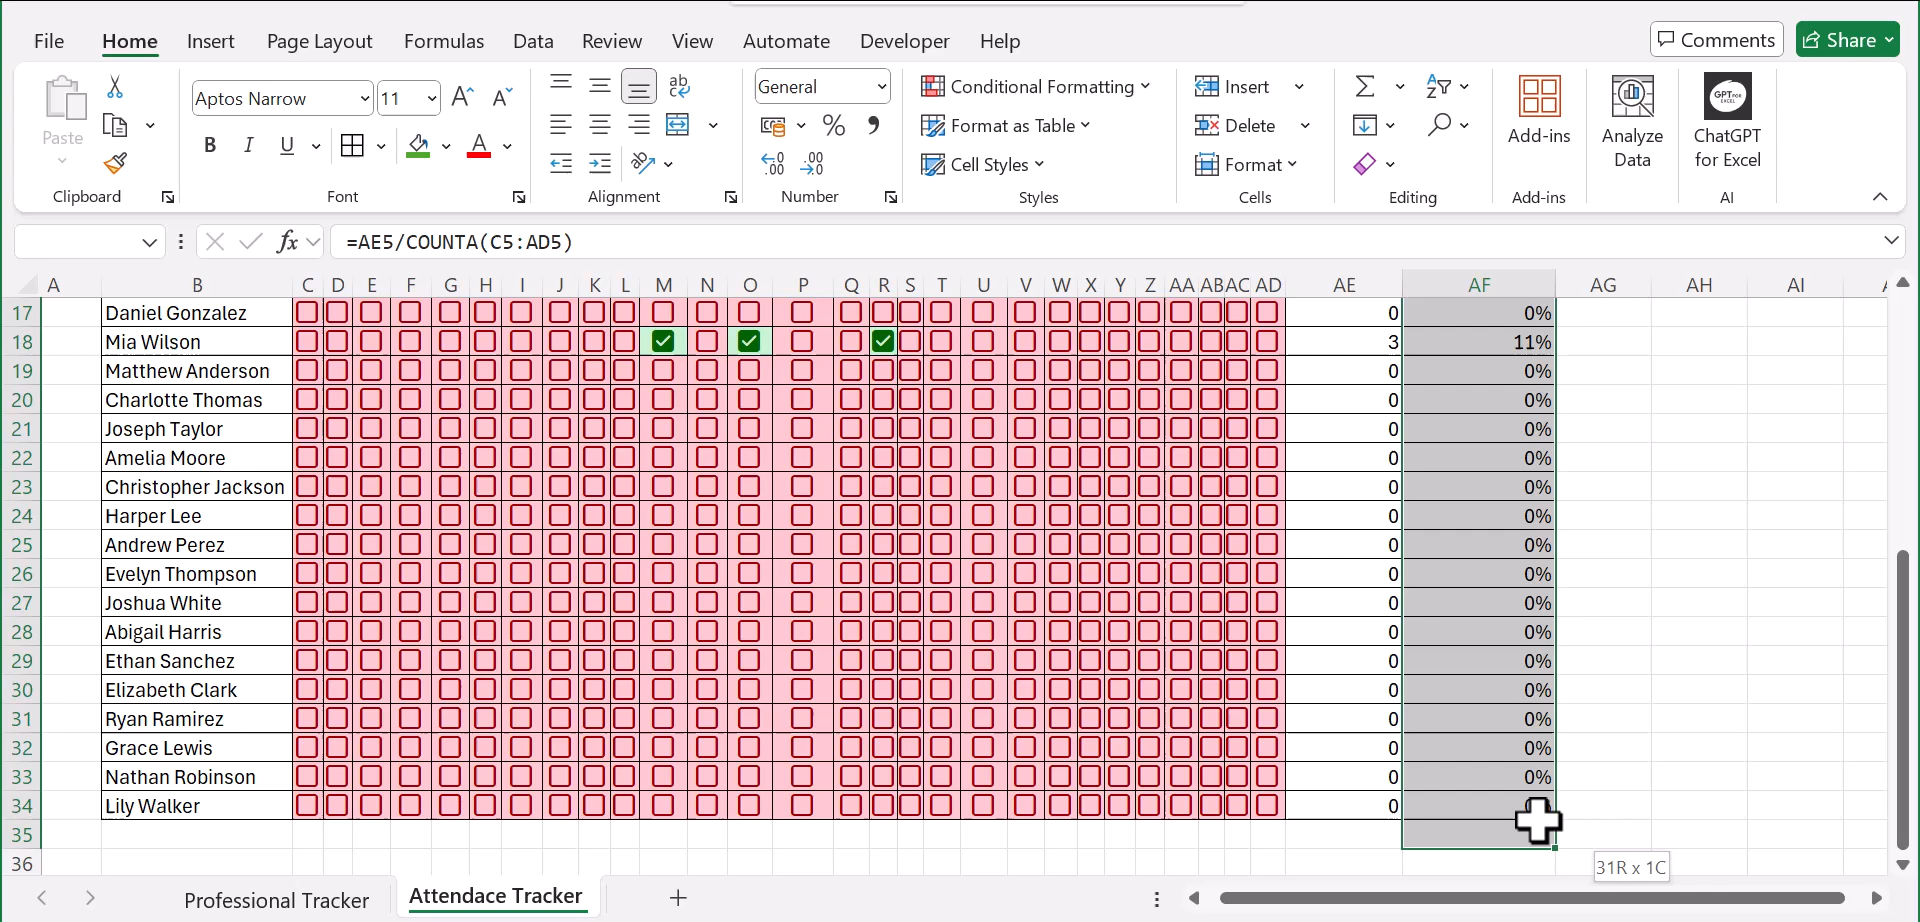 File Home Insert Page Layout Formulas Data Review View Automate Developer Help Comments Share
Paste
Clipboard
Aptos Narrow 11
B I U A
Font
ab
Alignment
General
% 9
Number
Conditional Formatting
Format as Table
Cell Styles
Styles
Insert
Delete
Format
Cells
Editing
Add-ins
Add-ins
Analyze
Data
GPT FOR
EXCEL
ChatGPT
for Excel
AI
fx =AE5/COUNTA(C5:AD5)
A B C D E F G H I J K L M N O P Q R S T U V W X Y Z AA AB AC AD AE AF AG AH AI
17 Daniel Gonzalez 0 0%
18 Mia Wilson 3 11%
19 Matthew Anderson 0 0%
20 Charlotte Thomas 0 0%
21 Joseph Taylor 0 0%
22 Amelia Moore 0 0%
23 Christopher Jackson 0 0%
24 Harper Lee 0 0%
25 Andrew Perez 0 0%
26 Evelyn Thompson 0 0%
27 Joshua White 0 0%
28 Abigail Harris 0 0%
29 Ethan Sanchez 0 0%
30 Elizabeth Clark 0 0%
31 Ryan Ramirez 0 0%
32 Grace Lewis 0 0%
33 Nathan Robinson 0 0%
34 Lily Walker 0
35
36
31R x 1C
Professional Tracker Attendace Tracker